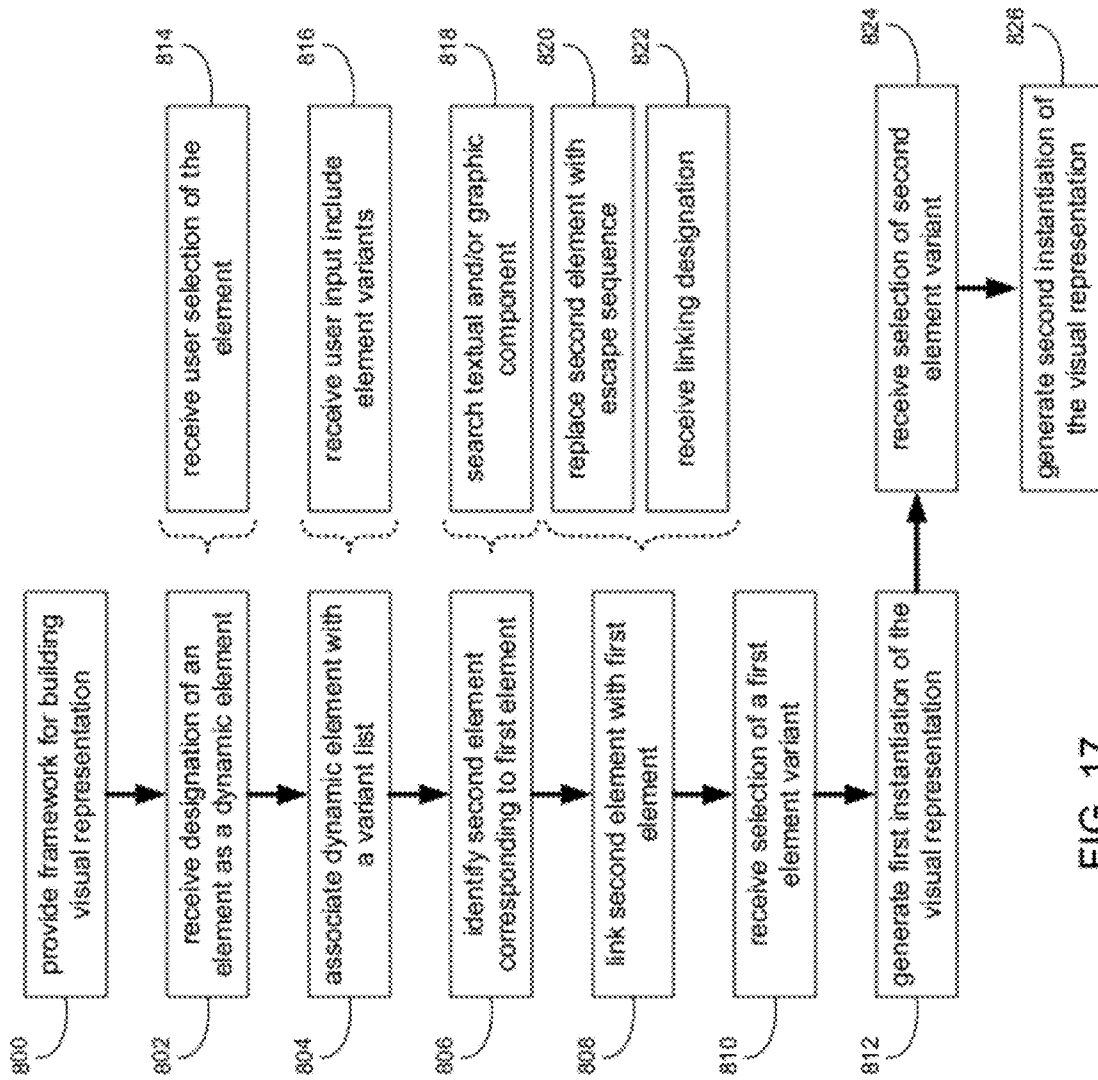 800
provide framework for building
visual representation
802
receive designation of an
element as a dynamic element
814
receive user selection of the
element
804
associate dynamic element with
a variant list
816
receive user input include
element variants
806
identify second element
corresponding to first element
818
search textual and/or graphic
component
808
link second element with first
element
820
replace second element with
escape sequence
822
receive linking designation
810
receive selection of a first
element variant
812
generate first instantiation of the
visual representation
824
receive selection of second
element variant
826
generate second instantiation of
the visual representation
FIG. 17